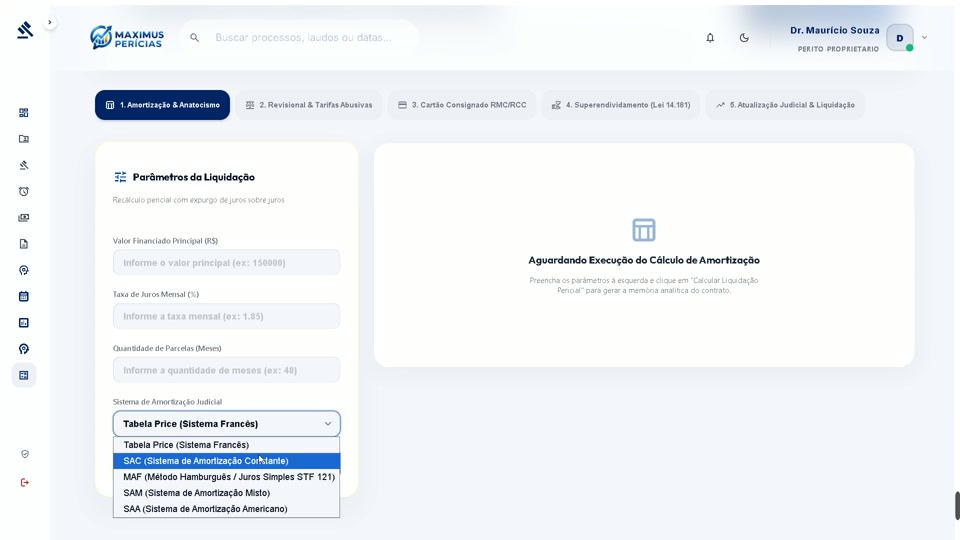 MAXIMUS
PERÍCIAS
Buscar processos, laudos ou datas...
Dr. Maurício Souza
PERITO PROPRIETARIO
D
1. Amortização & Anatocismo
2. Revisional & Tarifas Abusivas
3. Cartão Consignado RMC/RCC
4. Superendividamento (Lei 14.181)
5. Atualização Judicial & Liquidação
Parâmetros da Liquidação
Recálculo pericial com expurgo de juros sobre juros
Valor Financiado Principal (R$)
Informe o valor principal (ex: 150000)
Taxa de Juros Mensal (%)
Informe a taxa mensal (ex: 1.85)
Quantidade de Parcelas (Meses)
Informe a quantidade de meses (ex: 48)
Sistema de Amortização Judicial
Tabela Price (Sistema Francês)
Tabela Price (Sistema Francês)
SAC (Sistema de Amortização Constante)
MAF (Método Hamburguês / Juros Simples STF 121)
SAM (Sistema de Amortização Misto)
SAA (Sistema de Amortização Americano)
Aguardando Execução do Cálculo de Amortização
Preencha os parâmetros à esquerda e clique em "Calcular Liquidação
Pericial" para gerar a memória analítica do contrato.